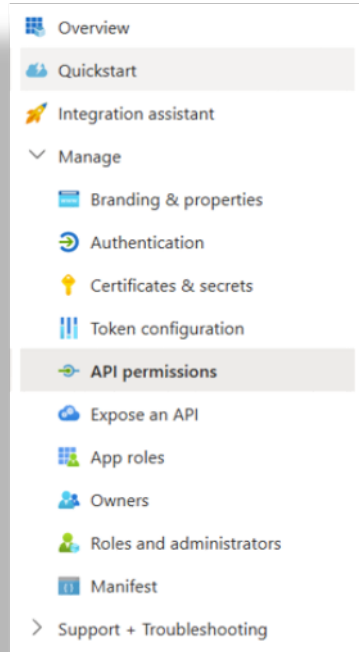 Overview
Quickstart
Integration assistant
Manage
Branding & properties
Authentication
Certificates & secrets
Token configuration
API permissions
Expose an API
App roles
Owners
Roles and administrators
Manifest
Support + Troubleshooting